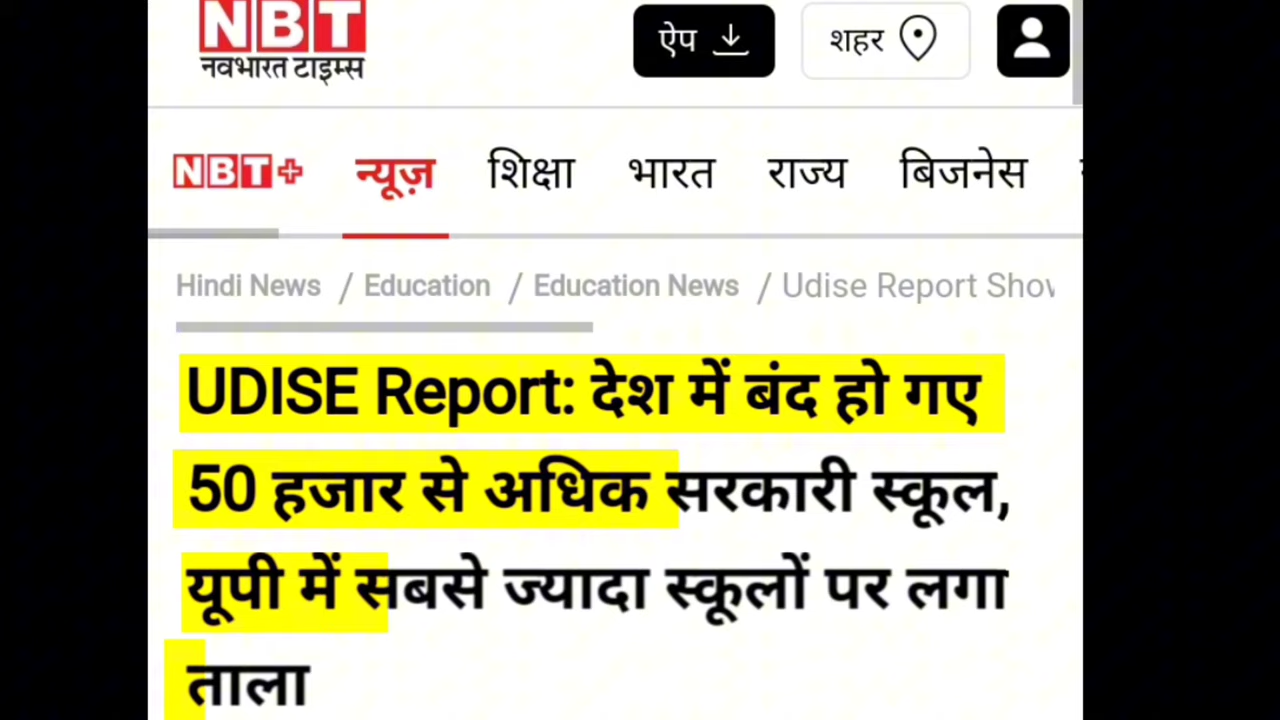 NBT
नवभारत टाइम्स
ऐप
शहर
NBT+ न्यूज़ शिक्षा भारत राज्य बिजनेस
Hindi News / Education / Education News / Udise Report Show
UDISE Report: देश में बंद हो गए
50 हजार से अधिक सरकारी स्कूल,
यूपी में सबसे ज्यादा स्कूलों पर लगा
ताला